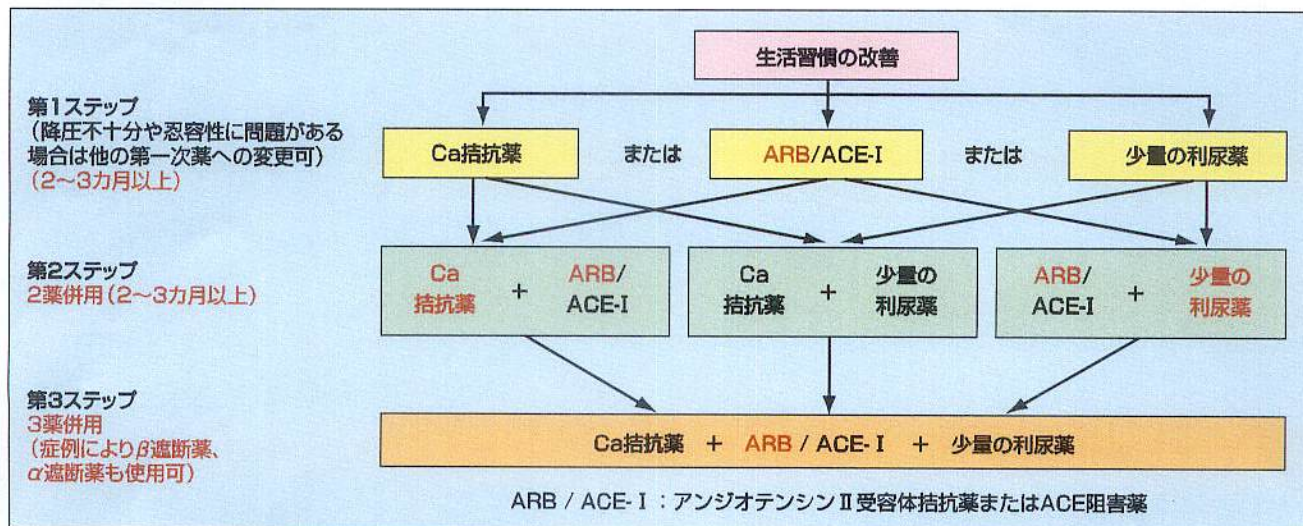 生活習慣の改善
第1ステップ
（降圧不十分や忍容性に問題がある
場合は他の第一次薬への変更可）
（2〜3カ月以上）
Ca拮抗薬 または ARB/ACE-I または 少量の利尿薬
第2ステップ
2薬併用（2〜3カ月以上）
Ca
拮抗薬 + ARB/
ACE-I
Ca
拮抗薬 + 少量の
利尿薬
ARB/
ACE-I + 少量の
利尿薬
第3ステップ
3薬併用
（症例によりβ遮断薬、
α遮断薬も使用可）
Ca拮抗薬 + ARB / ACE-Ⅰ + 少量の利尿薬
ARB / ACE-Ⅰ：アンジオテンシンⅡ受容体拮抗薬またはACE阻害薬